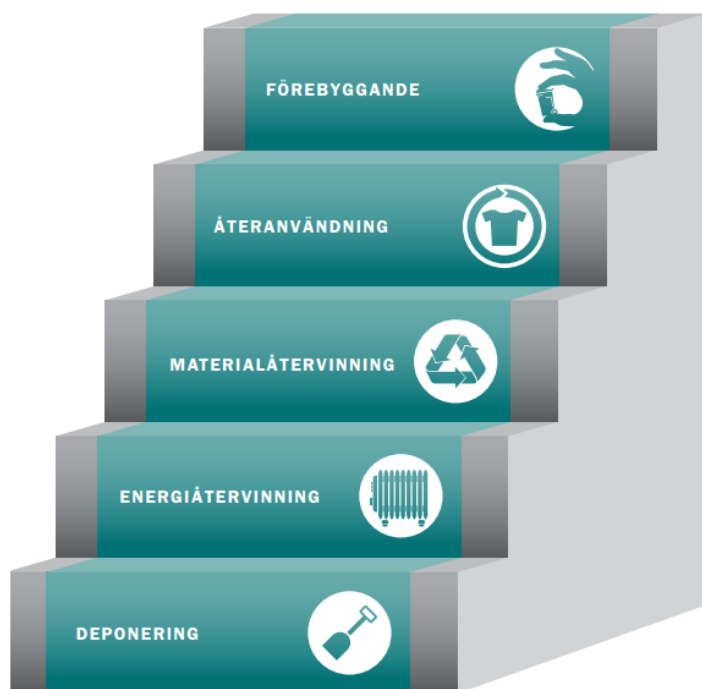 FÖREBYGGANDE
ÅTERANVÄNDNING
MATERIALÅTERVINNING
ENERGIÅTERVINNING
DEPONERING